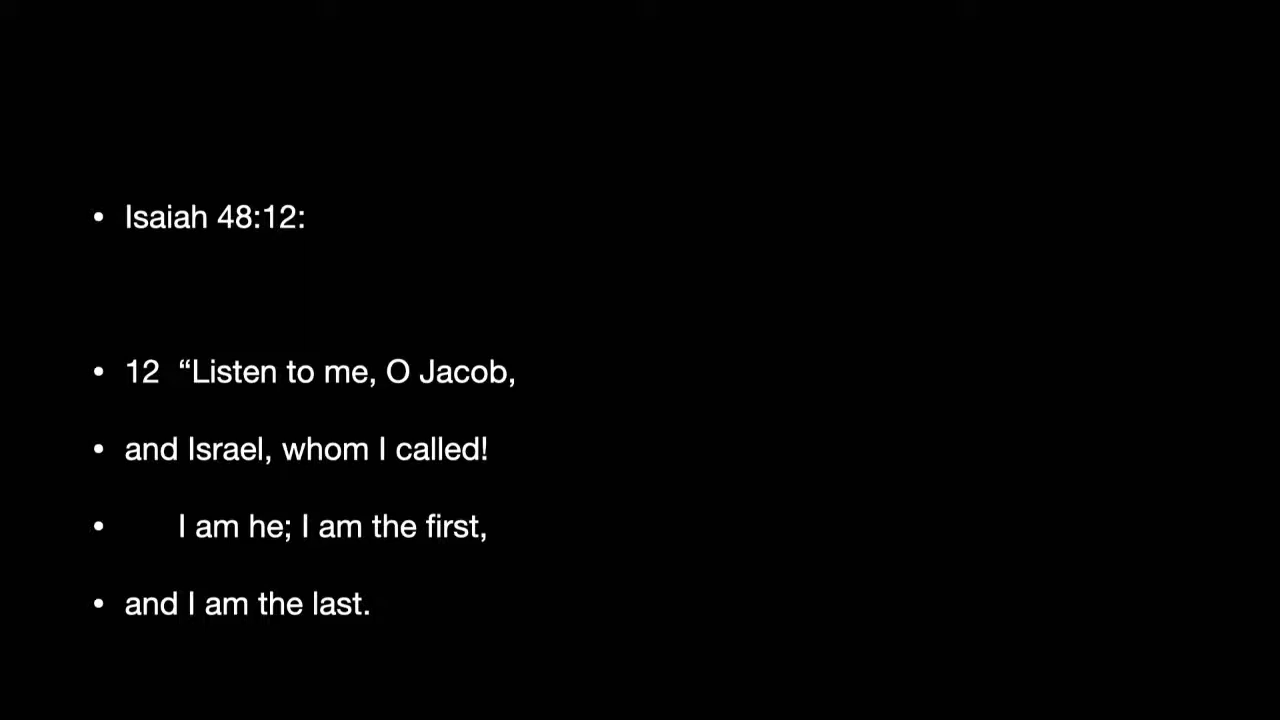 • Isaiah 48:12:
• 12 “Listen to me, O Jacob,
• and Israel, whom I called!
• I am he; I am the first,
• and I am the last.